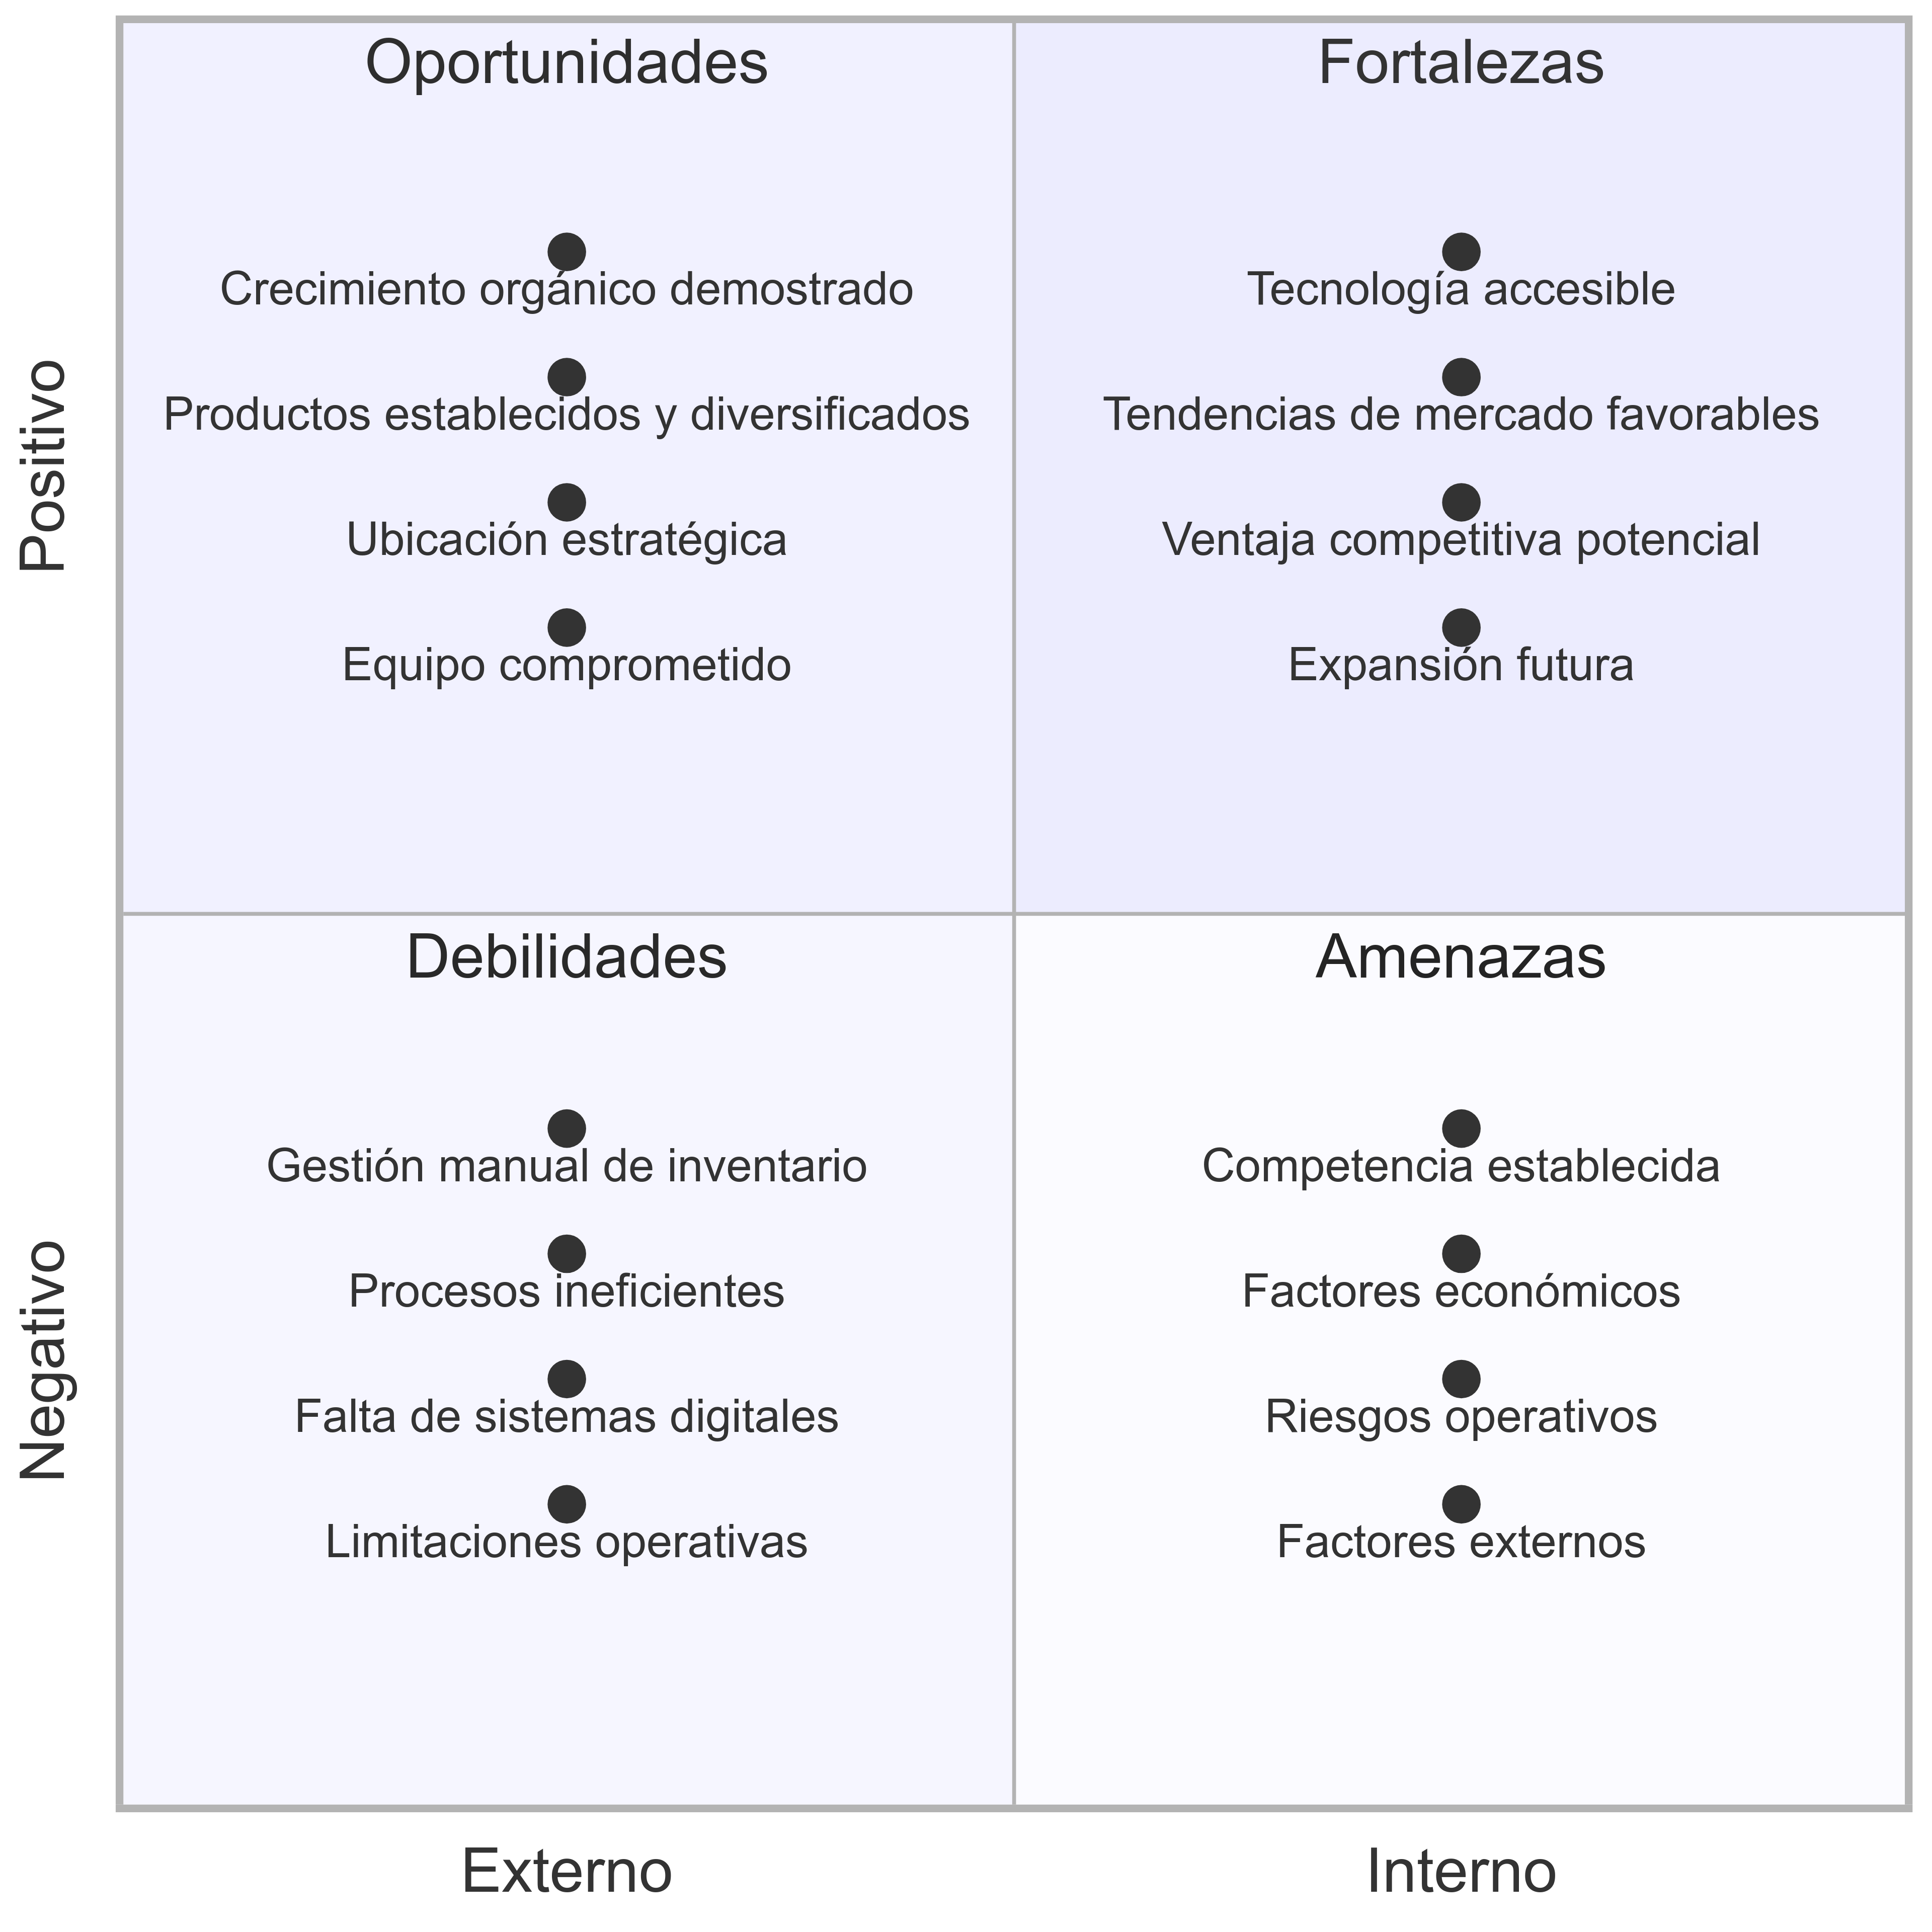 Oportunidades
Fortalezas
Positivo
Crecimiento orgánico demostrado
Productos establecidos y diversificados
Ubicación estratégica
Equipo comprometido
Tecnología accesible
Tendencias de mercado favorables
Ventaja competitiva potencial
Expansión futura
Debilidades
Amenazas
Negativo
Gestión manual de inventario
Procesos ineficientes
Falta de sistemas digitales
Limitaciones operativas
Competencia establecida
Factores económicos
Riesgos operativos
Factores externos
Externo
Interno